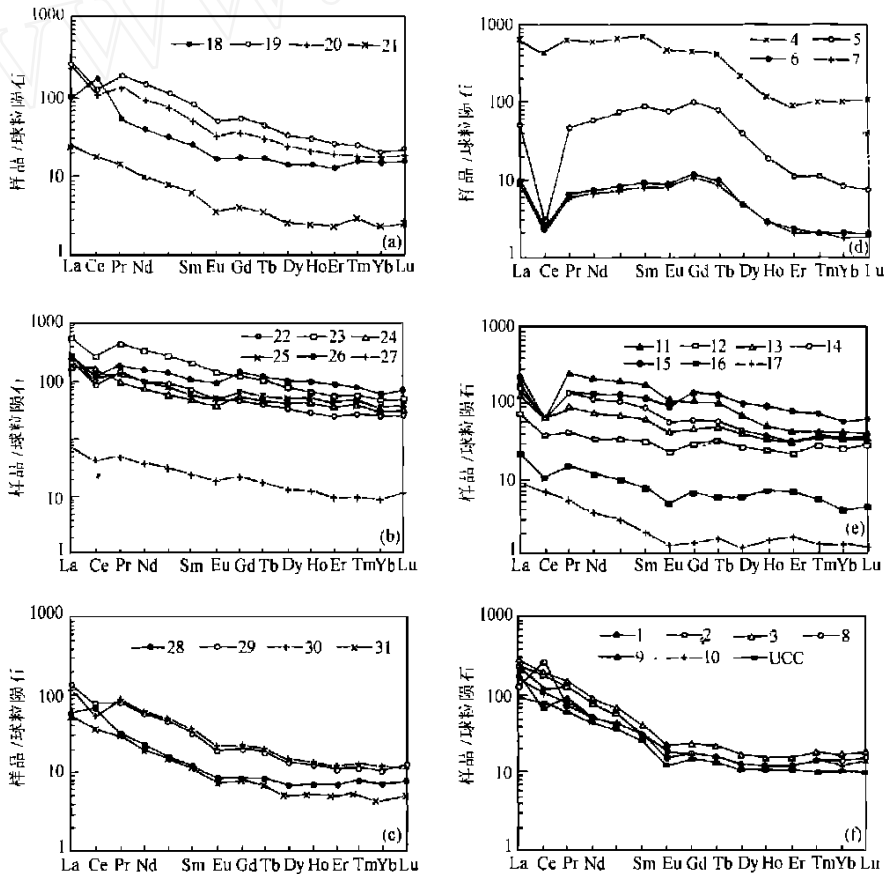 1000
18 19 20 21
样品/球粒陨石
100
10
1
(a)
La Ce Pr Nd Sm Eu Gd Tb Dy Ho Er Tm Yb Lu
1000
4 5
6 7
样品/球粒陨石
100
10
1
(d)
La Ce Pr Nd Sm Eu Gd Tb Dy Ho Er Tm Yb Lu
1000
22 23 24
25 26 27
样品/球粒陨石
100
10
1
(b)
La Ce Pr Nd Sm Eu Gd Tb Dy Ho Er Tm Yb Lu
1000
11 12 13 14
15 16 17
样品/球粒陨石
100
10
1
(e)
La Ce Pr Nd Sm Eu Gd Tb Dy Ho Er Tm Yb Lu
1000
28 29 30 31
样品/球粒陨石
100
10
1
(c)
La Ce Pr Nd Sm Eu Gd Tb Dy Ho Er Tm Yb Lu
1000
1 2 3 8
9 10 UCC
样品/球粒陨石
100
10
1
(f)
La Ce Pr Nd Sm Eu Gd Tb Dy Ho Er Tm Yb Lu